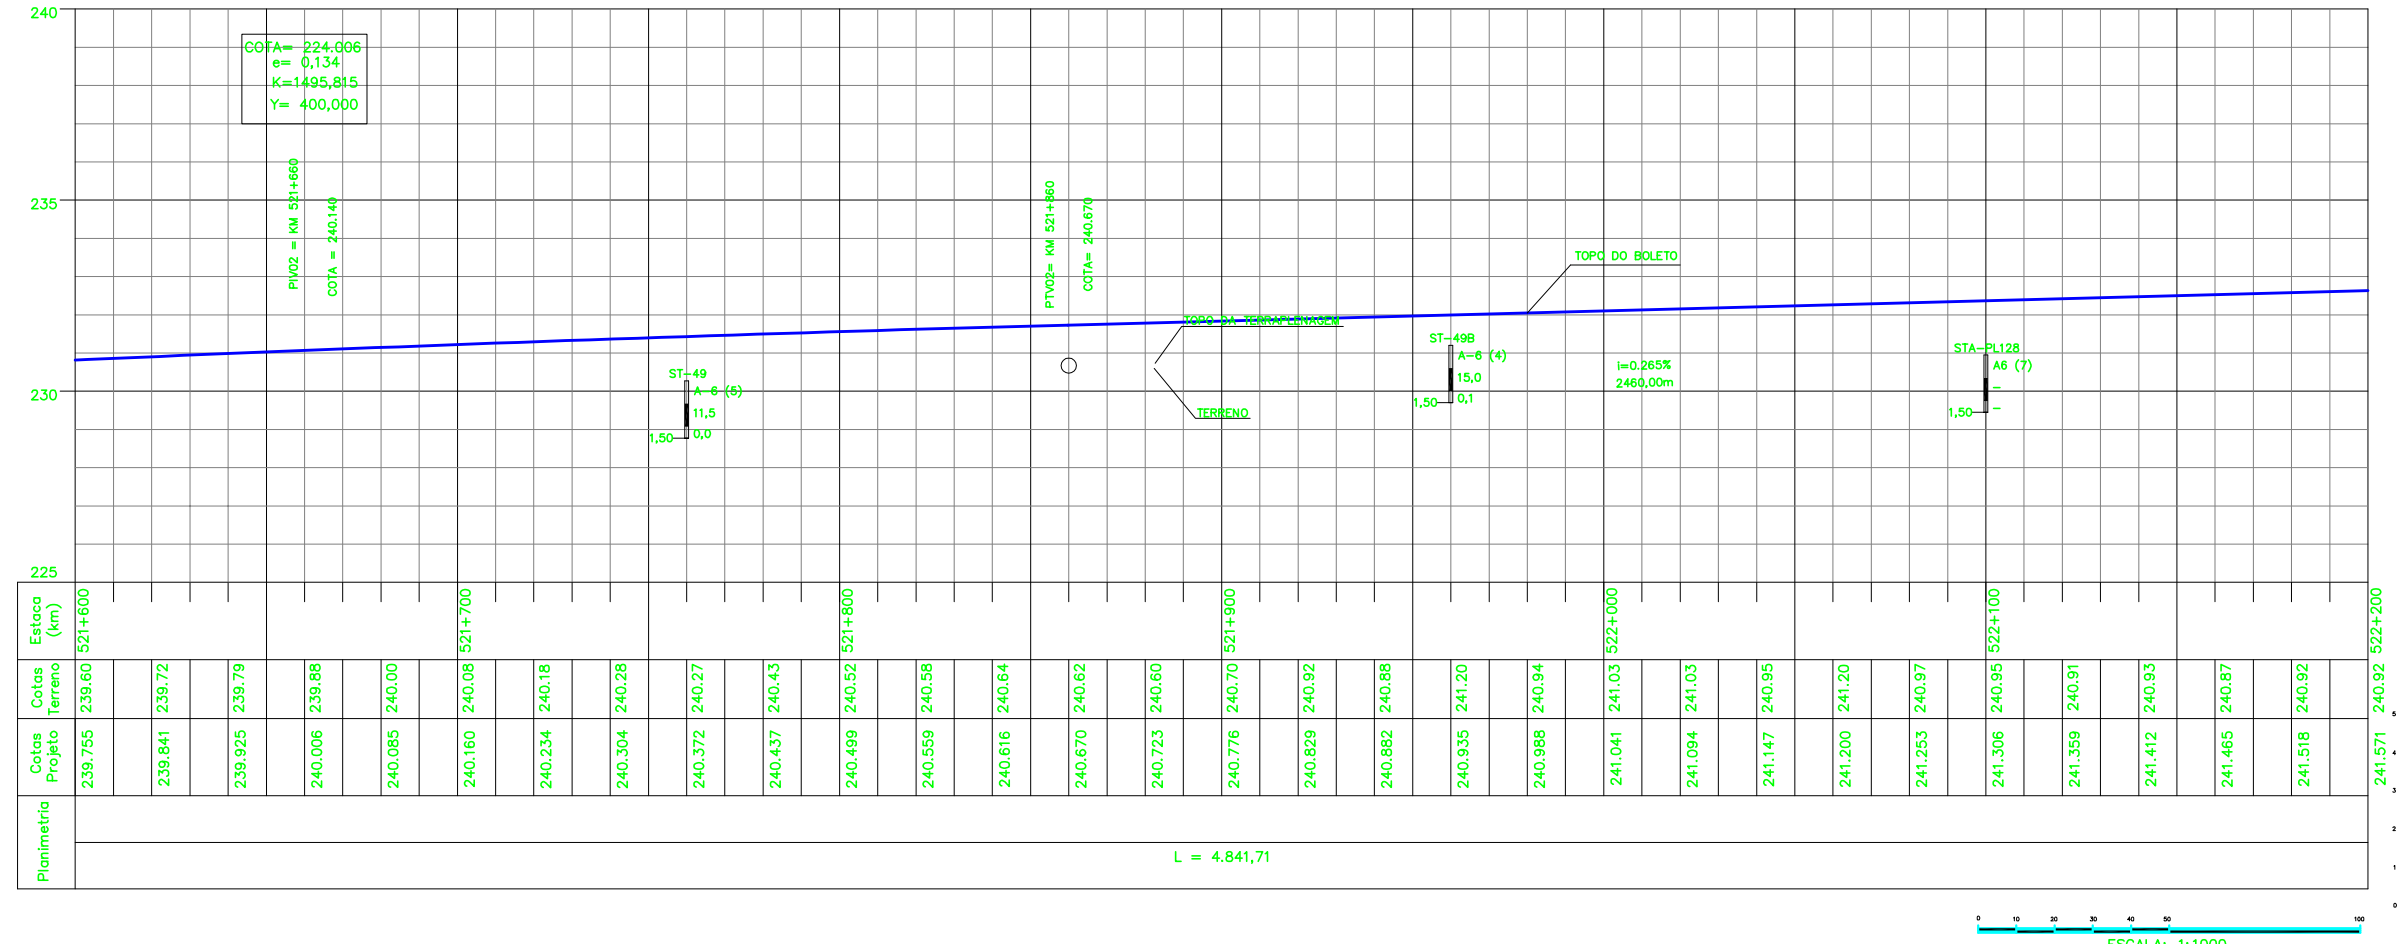 240
COTA= 224.006
e= 0,134
K=1495,815
Y= 400,000
PIV02 = KM 521+660
COTA = 240.140
PTV02= KM 521+860
COTA= 240.670
235
TOPO DO BOLETO
TOPO DA TERRAPLENAGEM
ST-49B
A-6 (4)
15,0
0,1
1,50
i=0.265%
2460,00m
STA-PL128
A6 (7)
-
-
1,50
ST-49
A-6 (5)
11,5
0,0
1,50
TERRENO
230
225
Estaca
(km)
521+600 521+700 521+800 521+900 522+000 522+100 522+200
Cotas
Terreno
239.60 239.72 239.79 239.88 240.00 240.08 240.18 240.28 240.27 240.43 240.52 240.58 240.64 240.62 240.60 240.70 240.92 240.88 241.20 240.94 241.03 241.03 240.95 241.20 240.97 240.95 240.91 240.93 240.87 240.92 240.92
Cotas
Projeto
239.755 239.841 239.925 240.006 240.085 240.160 240.234 240.304 240.372 240.437 240.499 240.559 240.616 240.670 240.723 240.776 240.829 240.882 240.935 240.988 241.041 241.094 241.147 241.200 241.253 241.306 241.359 241.412 241.465 241.518 241.571
Planimetria
L = 4.841,71
5
4
3
2
1
0
0 10 20 30 40 50 100
ESCALA: 1:1000